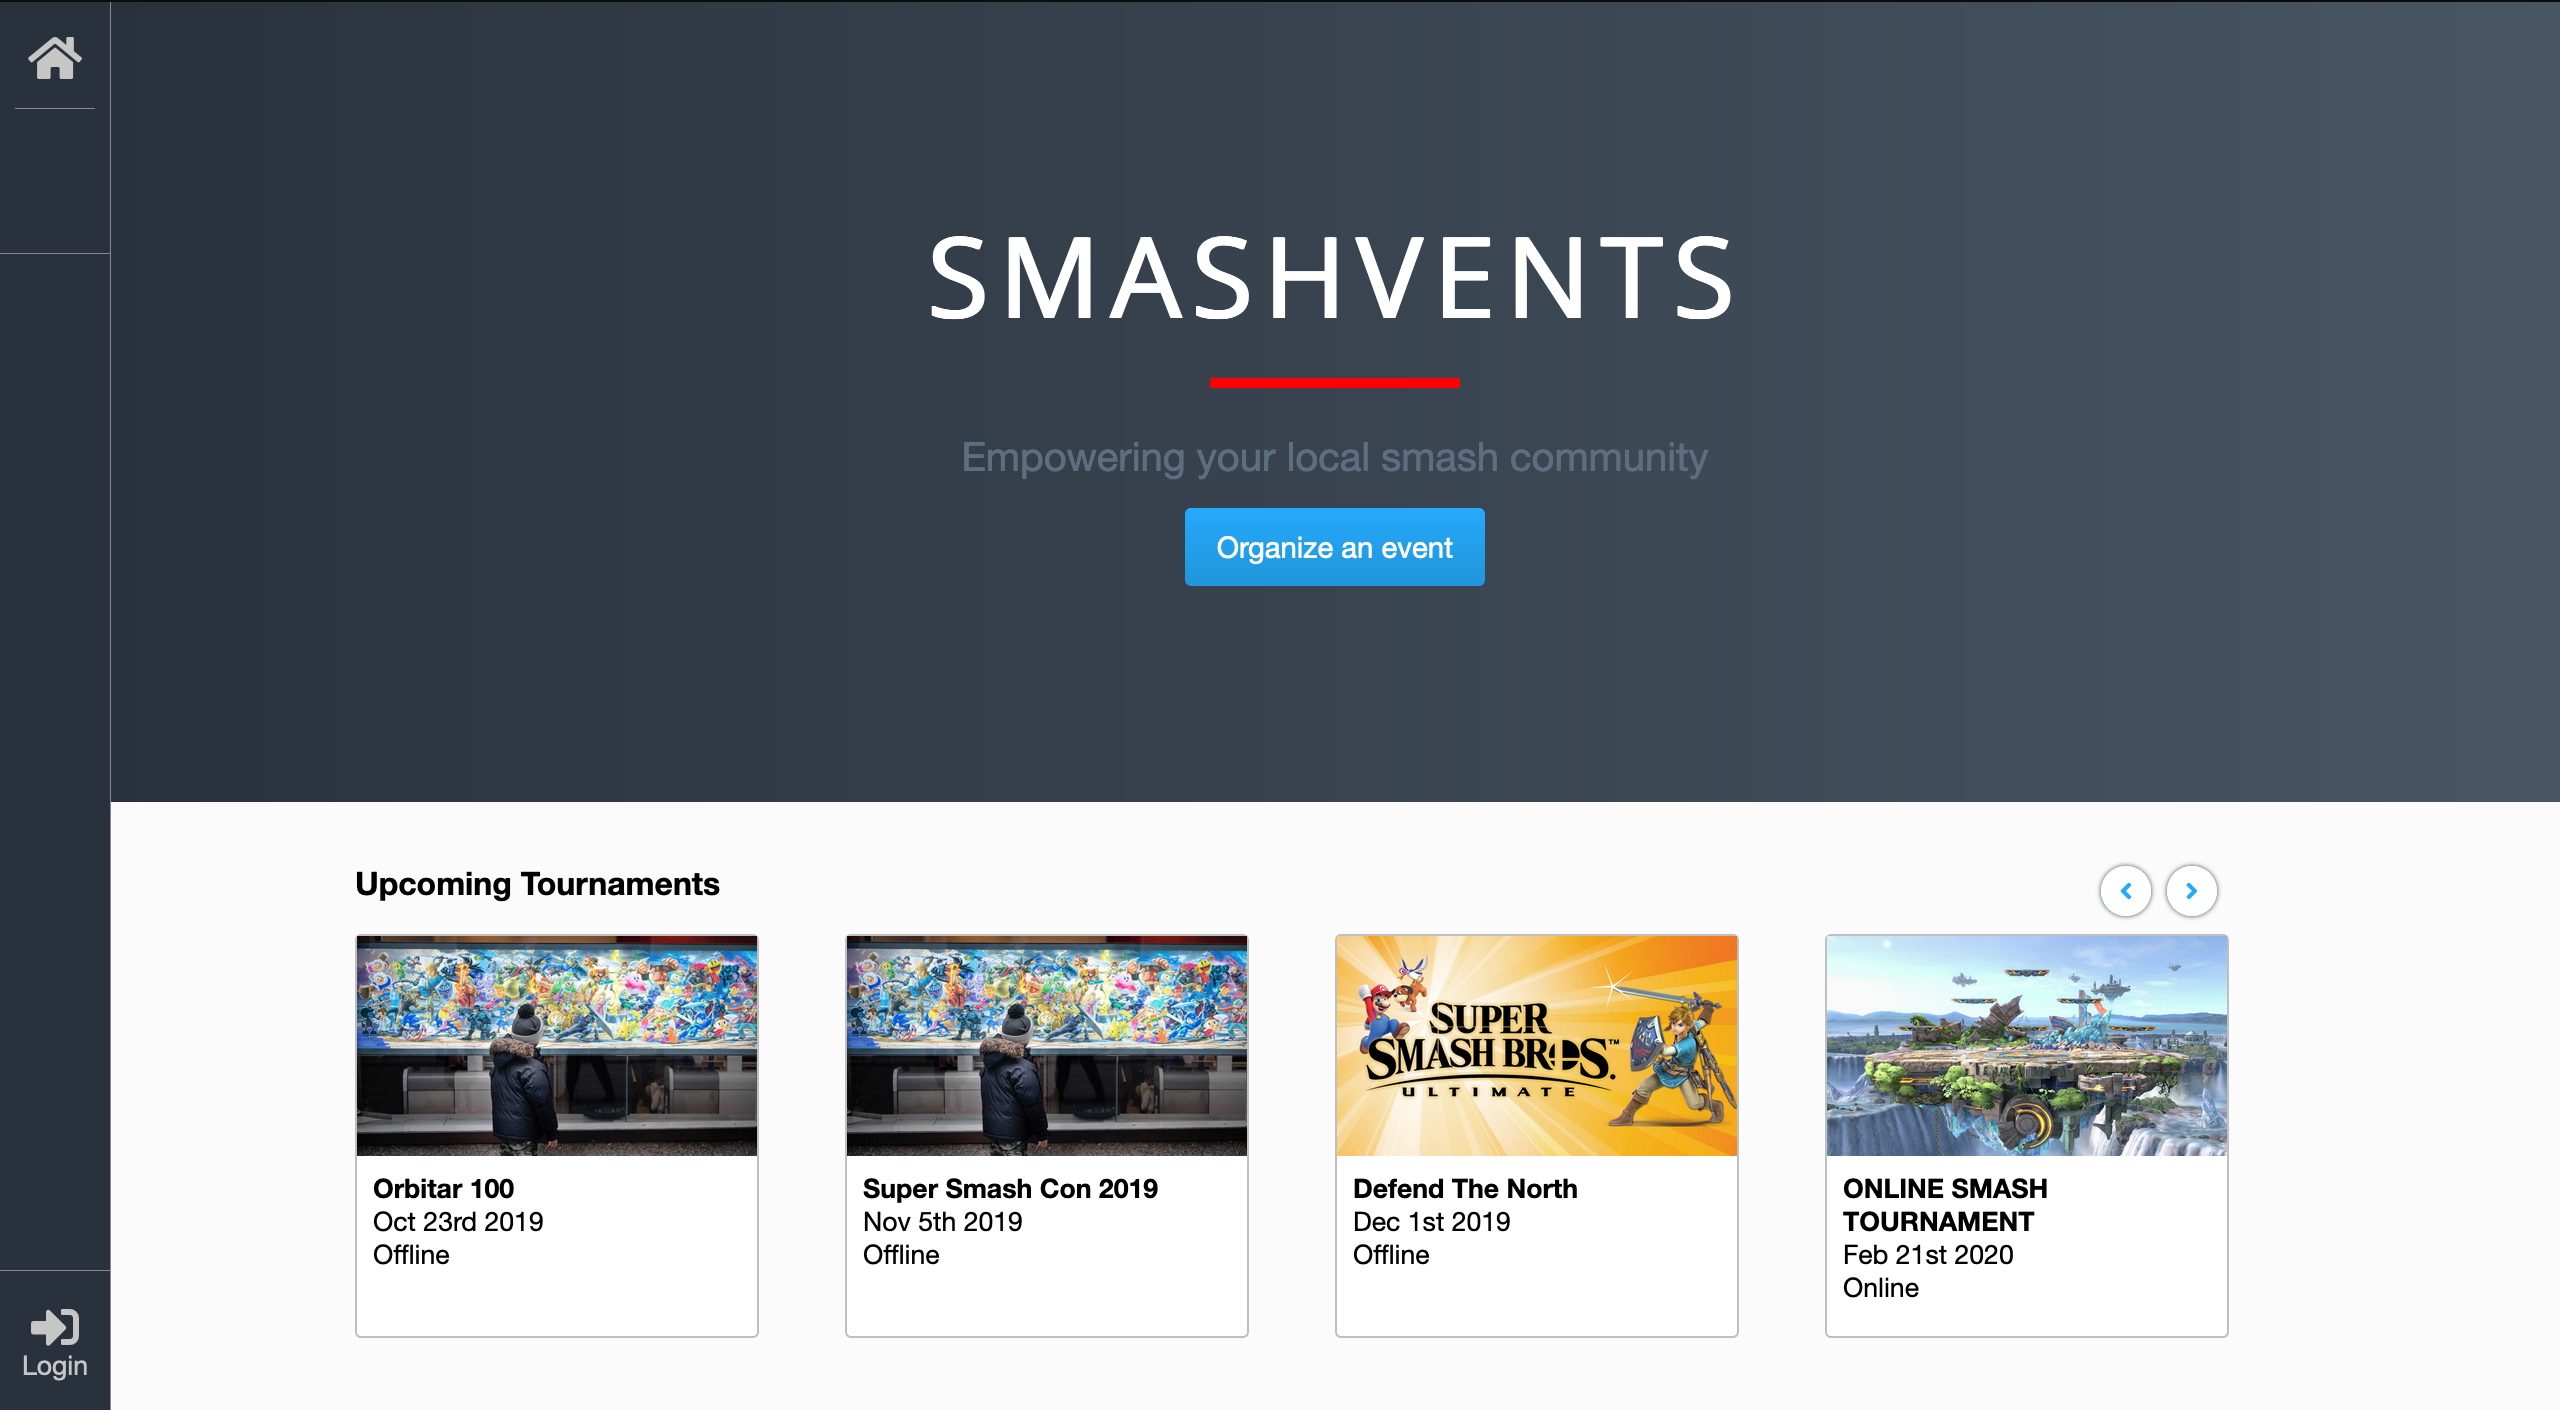 SMASHVENTS
Empowering your local smash community
Organize an event
Upcoming Tournaments
SUPER
SMASH BROS.™
ULTIMATE
Orbitar 100
Oct 23rd 2019
Offline
Super Smash Con 2019
Nov 5th 2019
Offline
Defend The North
Dec 1st 2019
Offline
ONLINE SMASH
TOURNAMENT
Feb 21st 2020
Online
Login